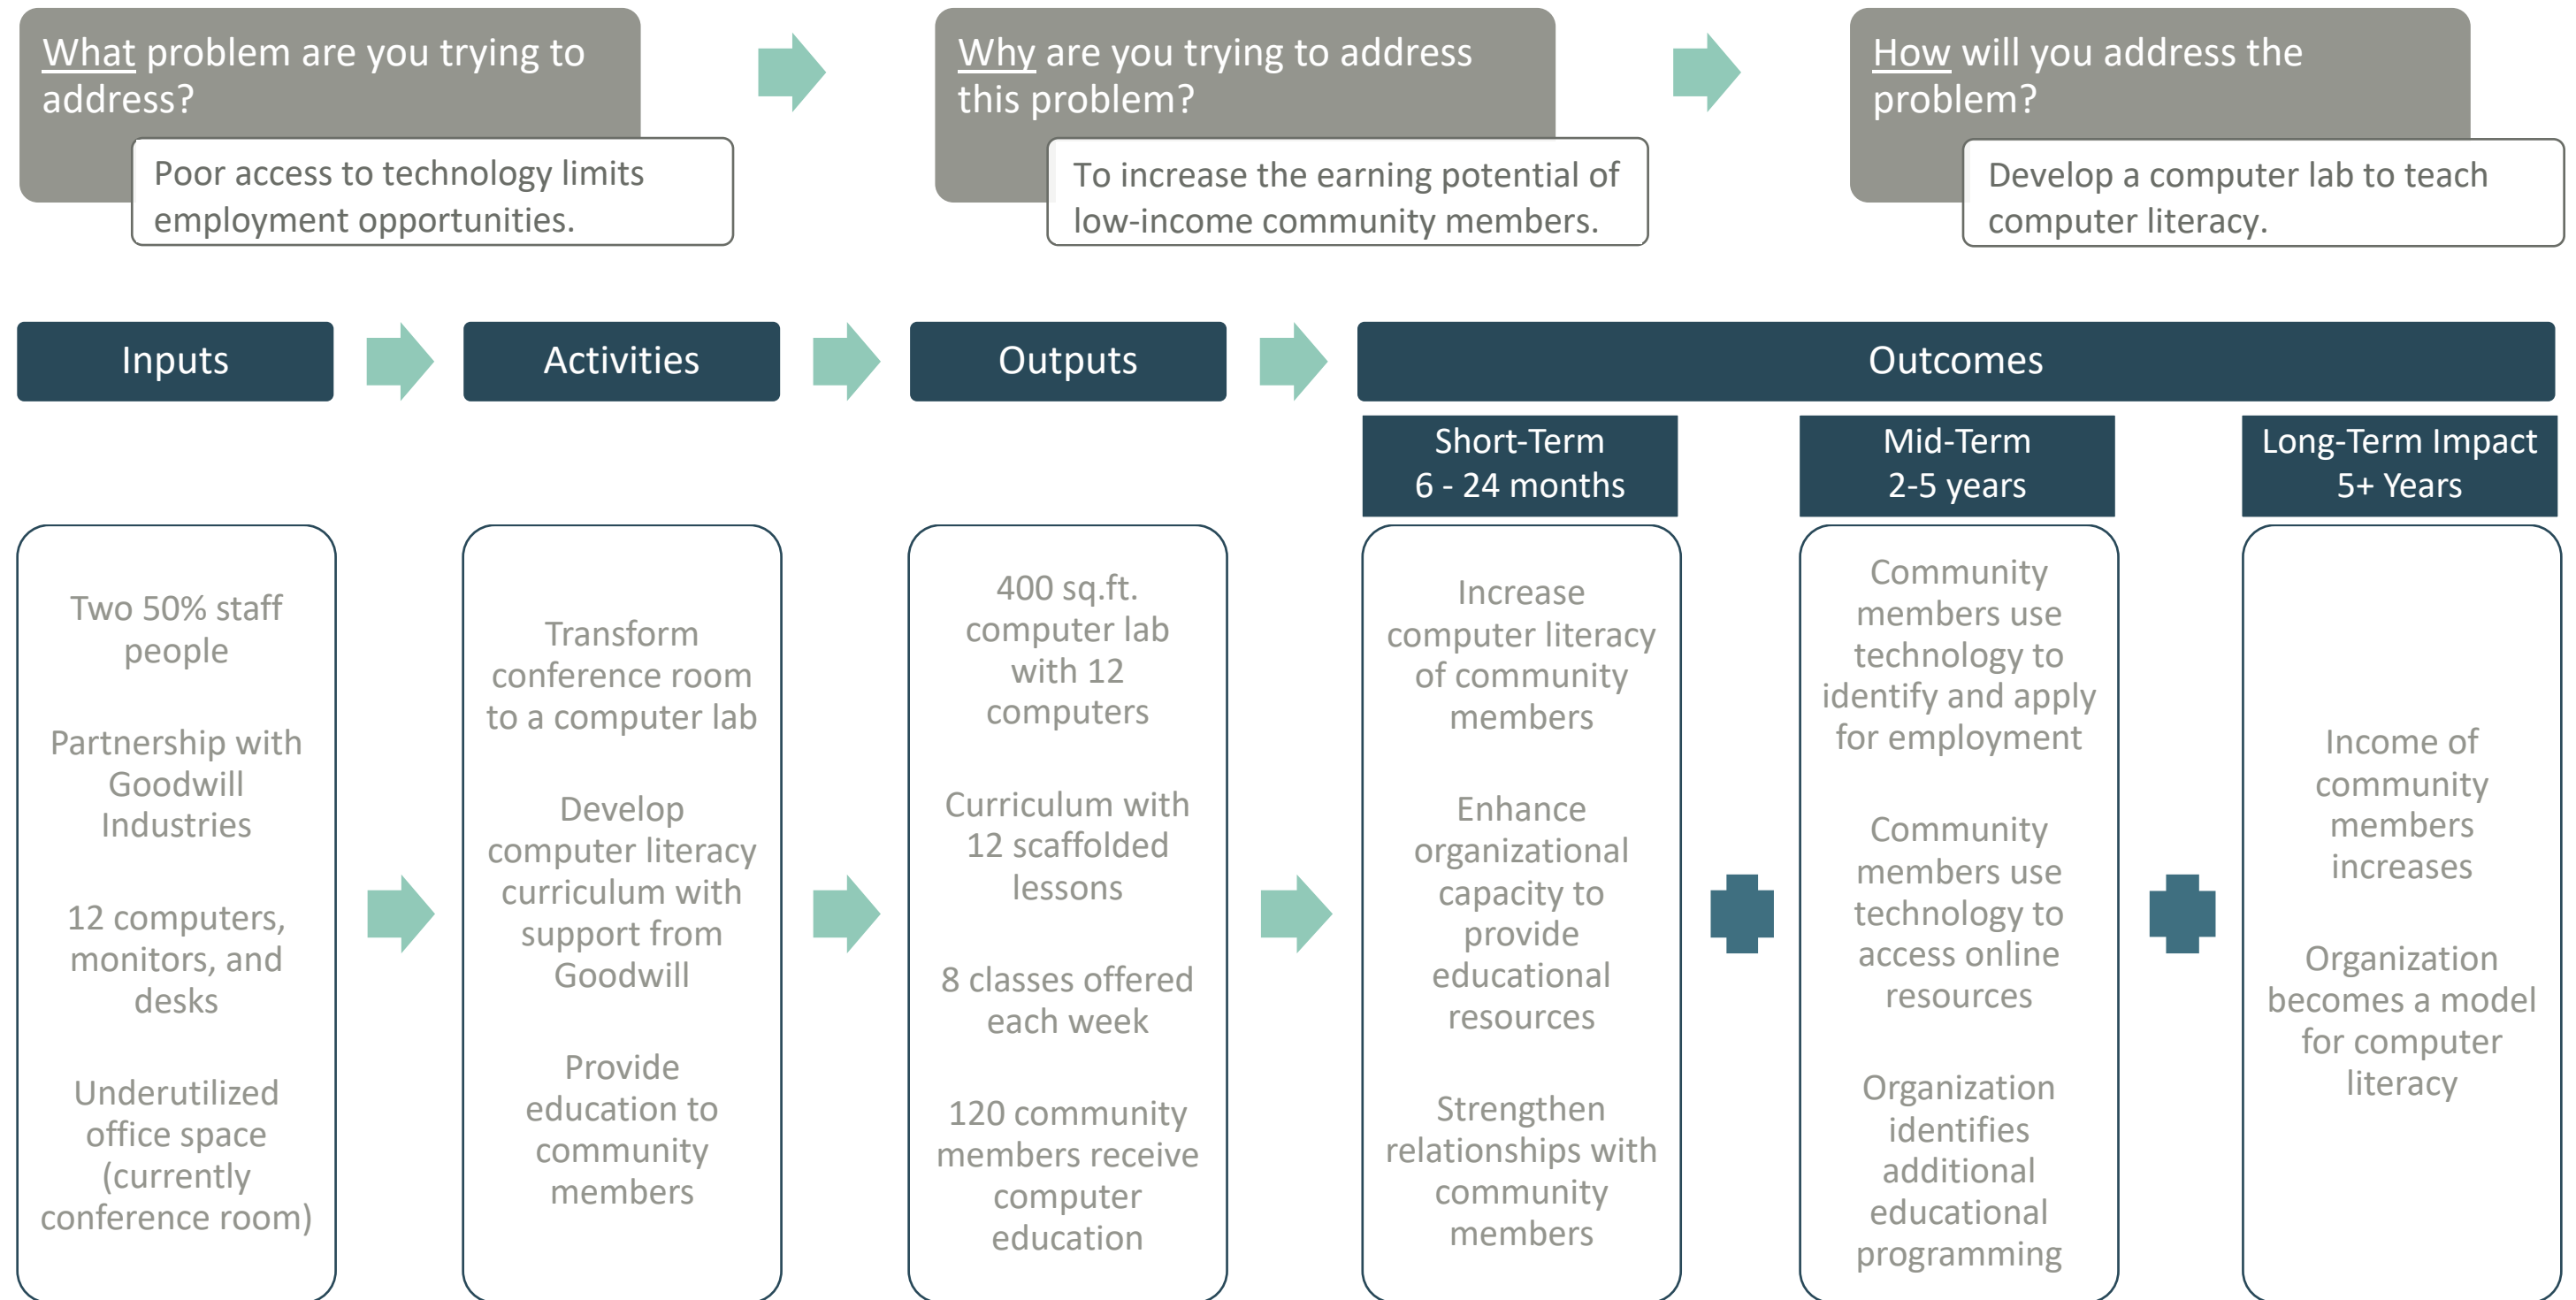 What problem are you trying to
address?
Poor access to technology limits
employment opportunities.
Why are you trying to address
this problem?
To increase the earning potential of
low-income community members.
How will you address the
problem?
Develop a computer lab to teach
computer literacy.
Inputs
Activities
Outputs
Outcomes
Short-Term
6 - 24 months
Mid-Term
2-5 years
Long-Term Impact
5+ Years
Two 50% staff
people
Partnership with
Goodwill
Industries
12 computers,
monitors, and
desks
Underutilized
office space
(currently
conference room)
Transform
conference room
to a computer lab
Develop
computer literacy
curriculum with
support from
Goodwill
Provide
education to
community
members
400 sq.ft.
computer lab
with 12
computers
Curriculum with
12 scaffolded
lessons
8 classes offered
each week
120 community
members receive
computer
education
Increase
computer literacy
of community
members
Enhance
organizational
capacity to
provide
educational
resources
Strengthen
relationships with
community
members
Community
members use
technology to
identify and apply
for employment
Community
members use
technology to
access online
resources
Organization
identifies
additional
educational
programming
Income of
community
members
increases
Organization
becomes a model
for computer
literacy